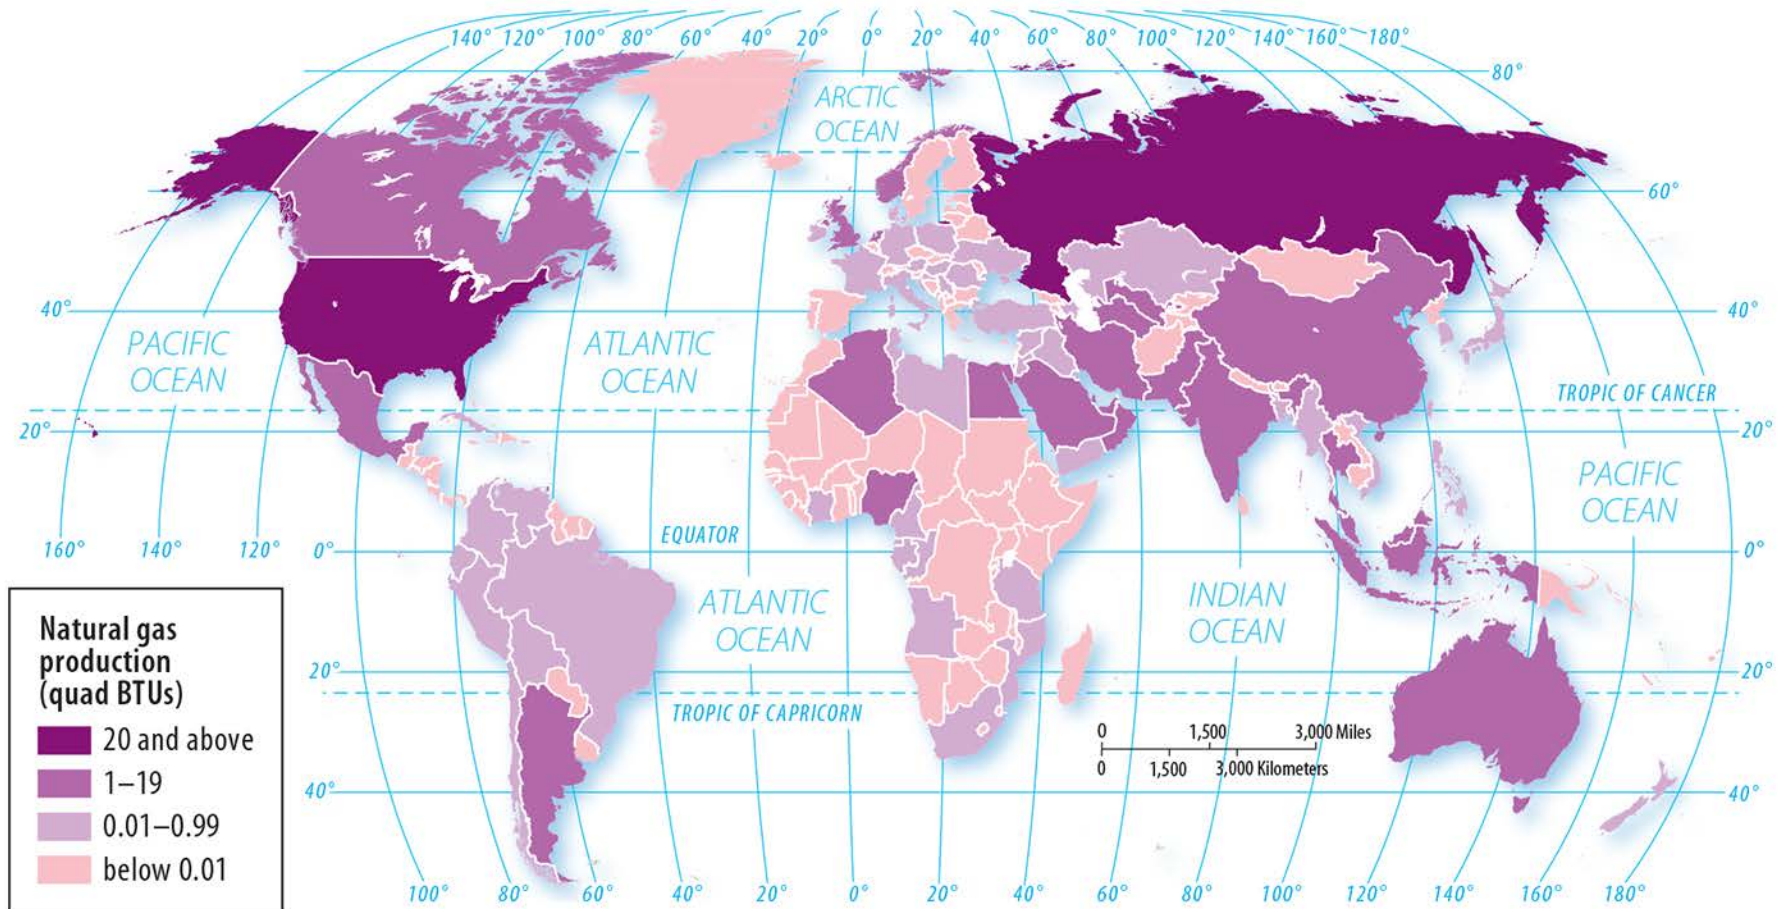 140° 120° 100° 80° 60° 40° 20° 0° 20° 40° 60° 80° 100° 120° 140° 160° 180°
80°
ARCTIC
OCEAN
60°
40°
40°
PACIFIC
OCEAN
ATLANTIC
OCEAN
TROPIC OF CANCER
20°
20°
PACIFIC
OCEAN
EQUATOR
160° 140° 120° 0°
0°
ATLANTIC
OCEAN
INDIAN
OCEAN
20°
20°
TROPIC OF CAPRICORN
0 1,500 3,000 Miles
0 1,500 3,000 Kilometers
40°
40°
100° 80° 60° 40° 20° 0° 20° 40° 60° 80° 100° 120° 140° 160° 180°
Natural gas
production
(quad BTUs)
20 and above
1–19
0.01–0.99
below 0.01